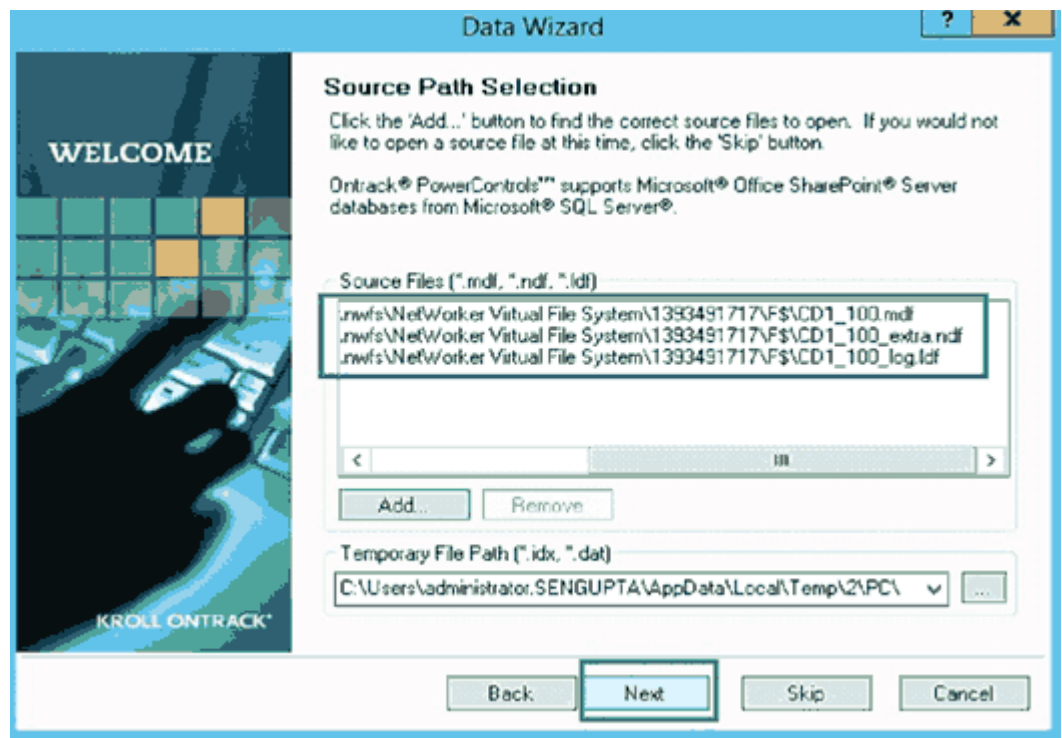 Data Wizard
? x
WELCOME
KROLL ONTRACK
Source Path Selection
Click the 'Add...' button to find the correct source files to open. If you would not
like to open a source file at this time, click the 'Skip' button.
Ontrack® PowerControls™ supports Microsoft® Office SharePoint® Server
databases from Microsoft® SQL Server®.
Source Files (*.mdf, *.ndf, *.ldf)
.nwfs\NetWorker Virtual File System\1393491717\F$\CD1_100.mdf
.nwfs\NetWorker Virtual File System\1393491717\F$\CD1_100_extra.ndf
.nwfs\NetWorker Virtual File System\1393491717\F$\CD1_100_log.ldf
Add...
Remove
Temporary File Path (*.idx, *.dat)
C:\Users\administrator.SENGUPTA\AppData\Local\Temp\2\PC\
...
Back
Next
Skip
Cancel